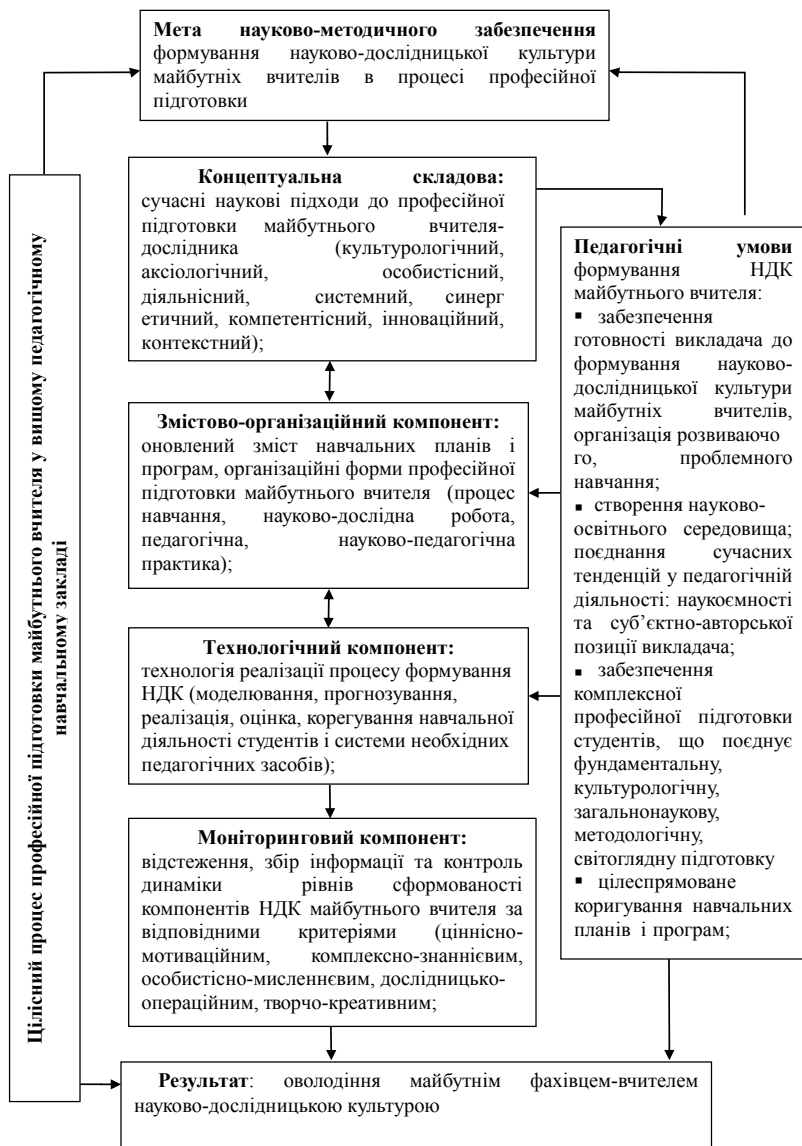 Мета науково-методичного забезпечення
формування науково-дослідницької культури
майбутніх вчителів в процесі професійної
підготовки
Цілісний процес професійної підготовки майбутнього вчителя у вищому педагогічному
навчальному закладі
Концептуальна складова:
сучасні наукові підходи до професійної
підготовки майбутнього вчителя-
дослідника (культурологічний,
аксіологічний, особистісний,
діяльнісний, системний, синерг
етичний, компетентісний, інноваційний,
контекстний);
Змістово-організаційний компонент:
оновлений зміст навчальних планів і
програм, організаційні форми професійної
підготовки майбутнього вчителя (процес
навчання, науково-дослідна робота,
педагогічна, науково-педагогічна
практика);
Технологічний компонент:
технологія реалізації процесу формування
НДК (моделювання, прогнозування,
реалізація, оцінка, корегування навчальної
діяльності студентів і системи необхідних
педагогічних засобів);
Моніторинговий компонент:
відстеження, збір інформації та контроль
динаміки рівнів сформованості
компонентів НДК майбутнього вчителя за
відповідними критеріями (ціннісно-
мотиваційним, комплексно-знаннієвим,
особистісно-мисленнєвим, дослідницько-
операційним, творчо-креативним;
Педагогічні умови
формування НДК
майбутнього вчителя:
▪ забезпечення
готовності викладача до
формування науково-
дослідницької культури
майбутніх вчителів,
організація розвиваючо
го, проблемного
навчання;
▪ створення науково-
освітнього середовища;
поєднання сучасних
тенденцій у педагогічній
діяльності: наукоємності
та суб’єктно-авторської
позиції викладача;
▪ забезпечення
комплексної
професійної підготовки
студентів, що поєднує
фундаментальну,
культурологічну,
загальнонаукову,
методологічну,
світоглядну підготовку
▪ цілеспрямоване
коригування навчальних
планів і програм;
Результат: оволодіння майбутнім фахівцем-вчителем
науково-дослідницькою культурою